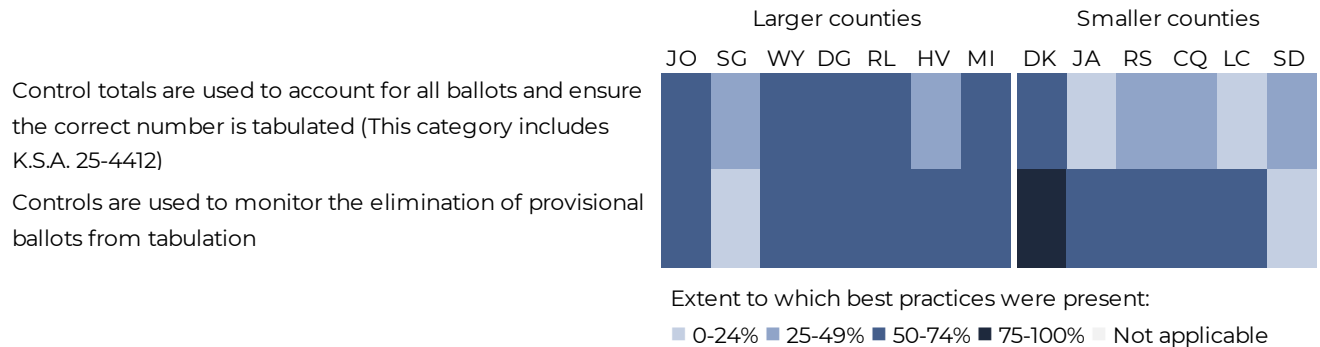 Larger counties Smaller counties
JO SG WY DG RL HV MI DK JA RS CQ LC SD
Control totals are used to account for all ballots and ensure
the correct number is tabulated (This category includes
K.S.A. 25-4412)
Controls are used to monitor the elimination of provisional
ballots from tabulation
Extent to which best practices were present:
0-24% 25-49% 50-74% 75-100% Not applicable